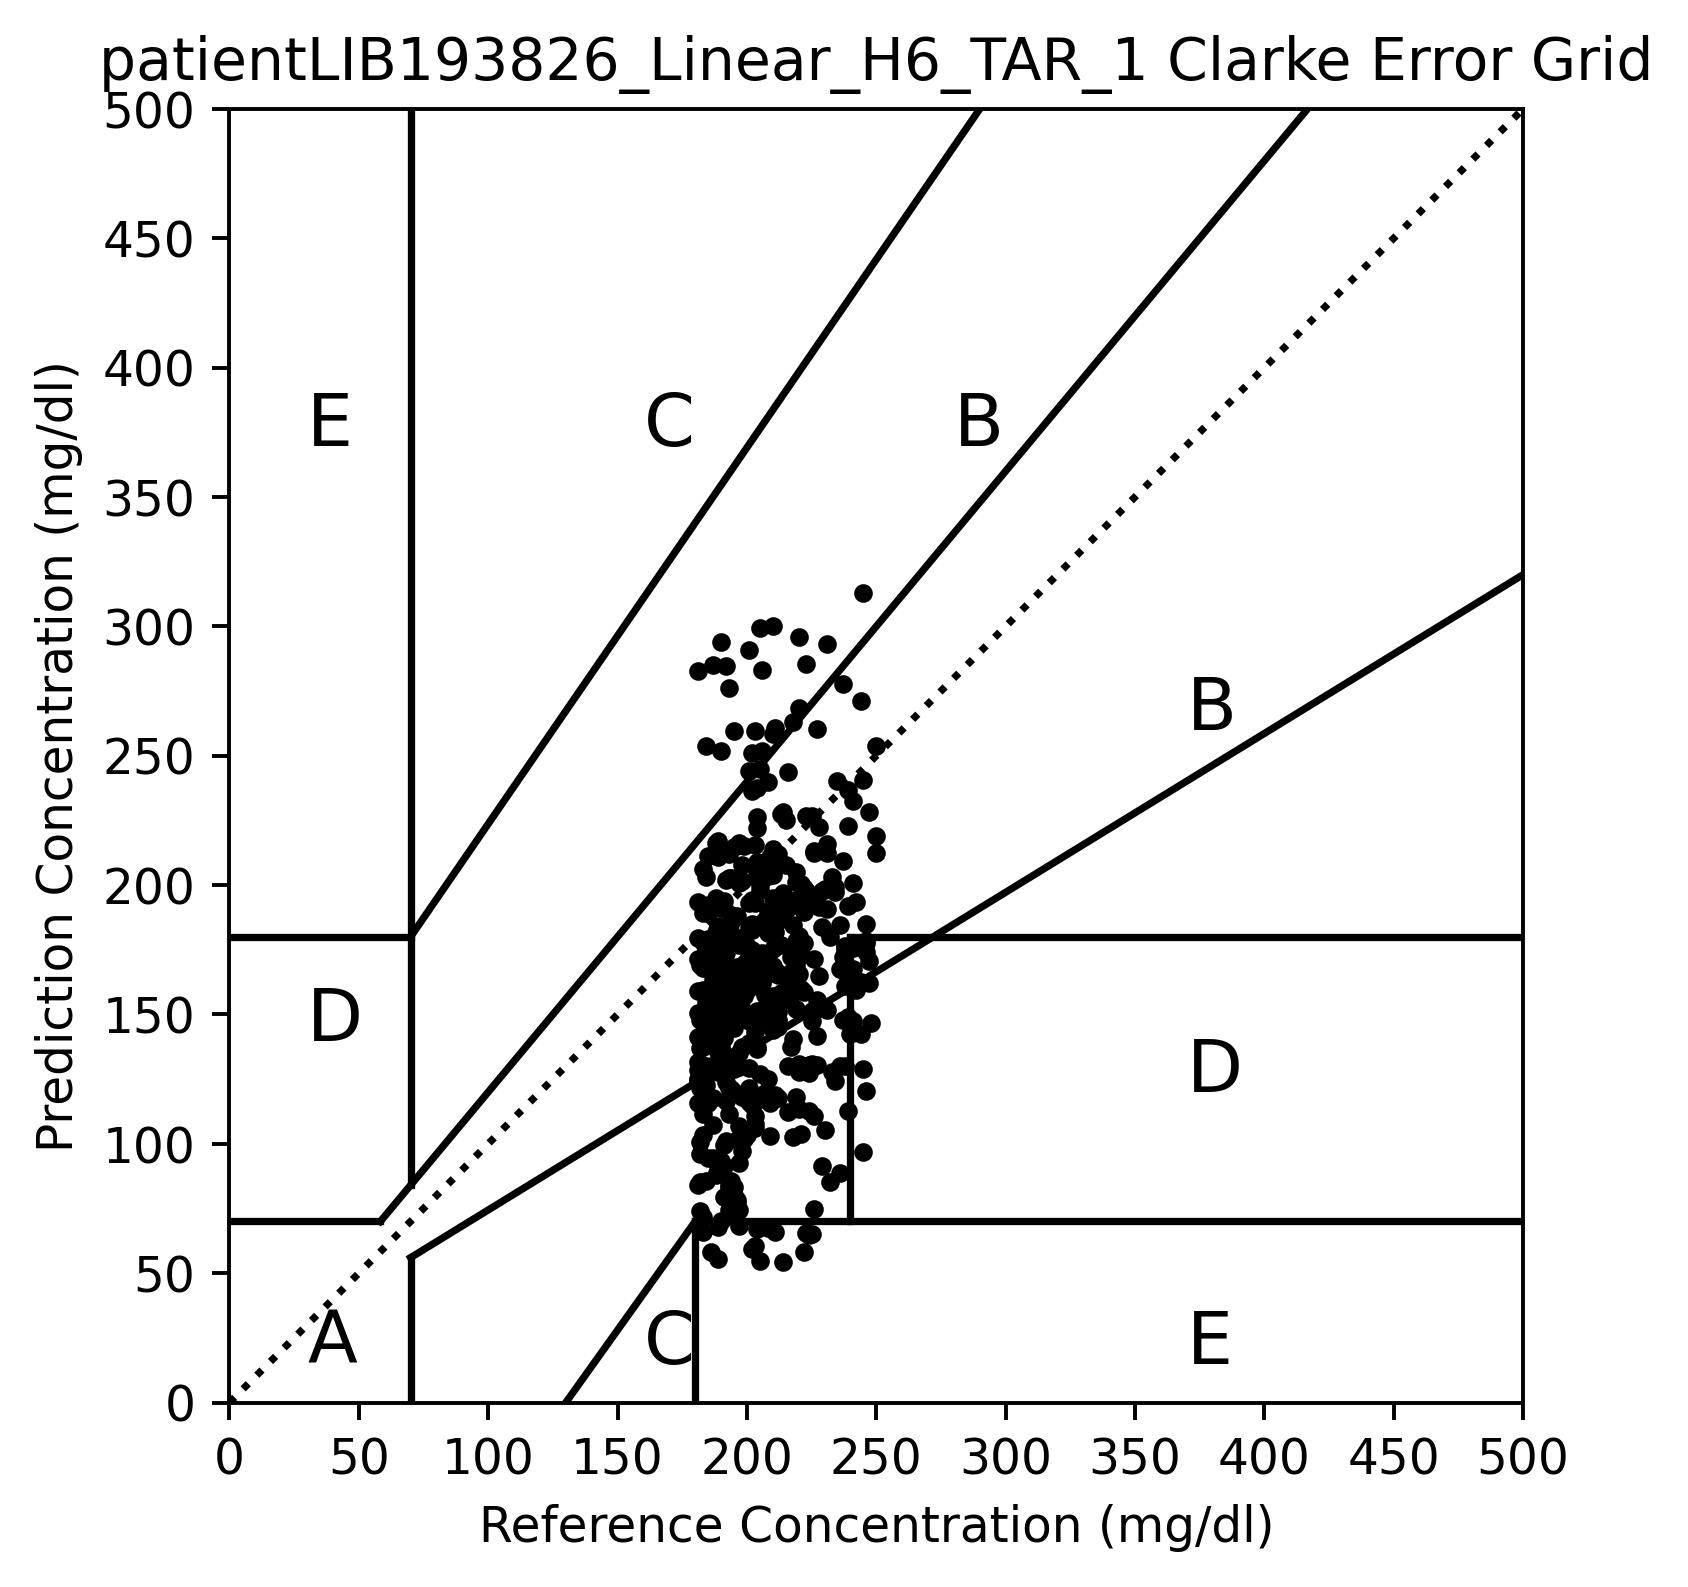 patientLIB193826_Linear_H6_TAR_1 Clarke Error Grid
Prediction Concentration (mg/dl)
500
450
400
350
300
250
200
150
100
50
0
E
C
B
B
D
D
A
C
E
0 50 100 150 200 250 300 350 400 450 500
Reference Concentration (mg/dl)